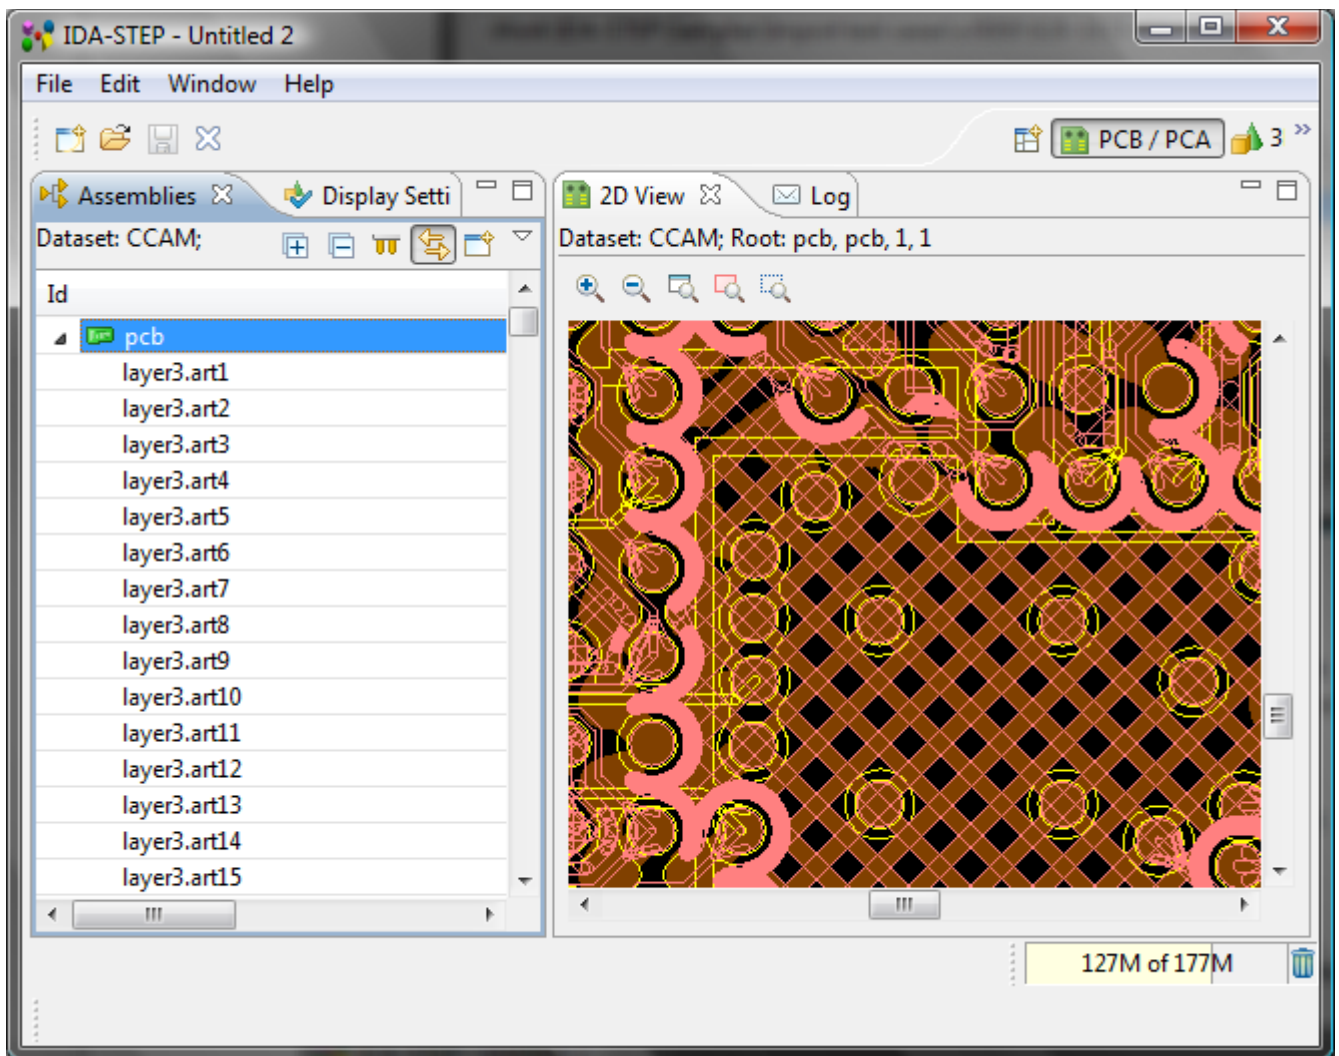 IDA-STEP - Untitled 2
File Edit Window Help
PCB / PCA 3
Assemblies Display Setti
2D View Log
Dataset: CCAM;
Dataset: CCAM; Root: pcb, pcb, 1, 1
Id
pcb
layer3.art1
layer3.art2
layer3.art3
layer3.art4
layer3.art5
layer3.art6
layer3.art7
layer3.art8
layer3.art9
layer3.art10
layer3.art11
layer3.art12
layer3.art13
layer3.art14
layer3.art15
127M of 177M